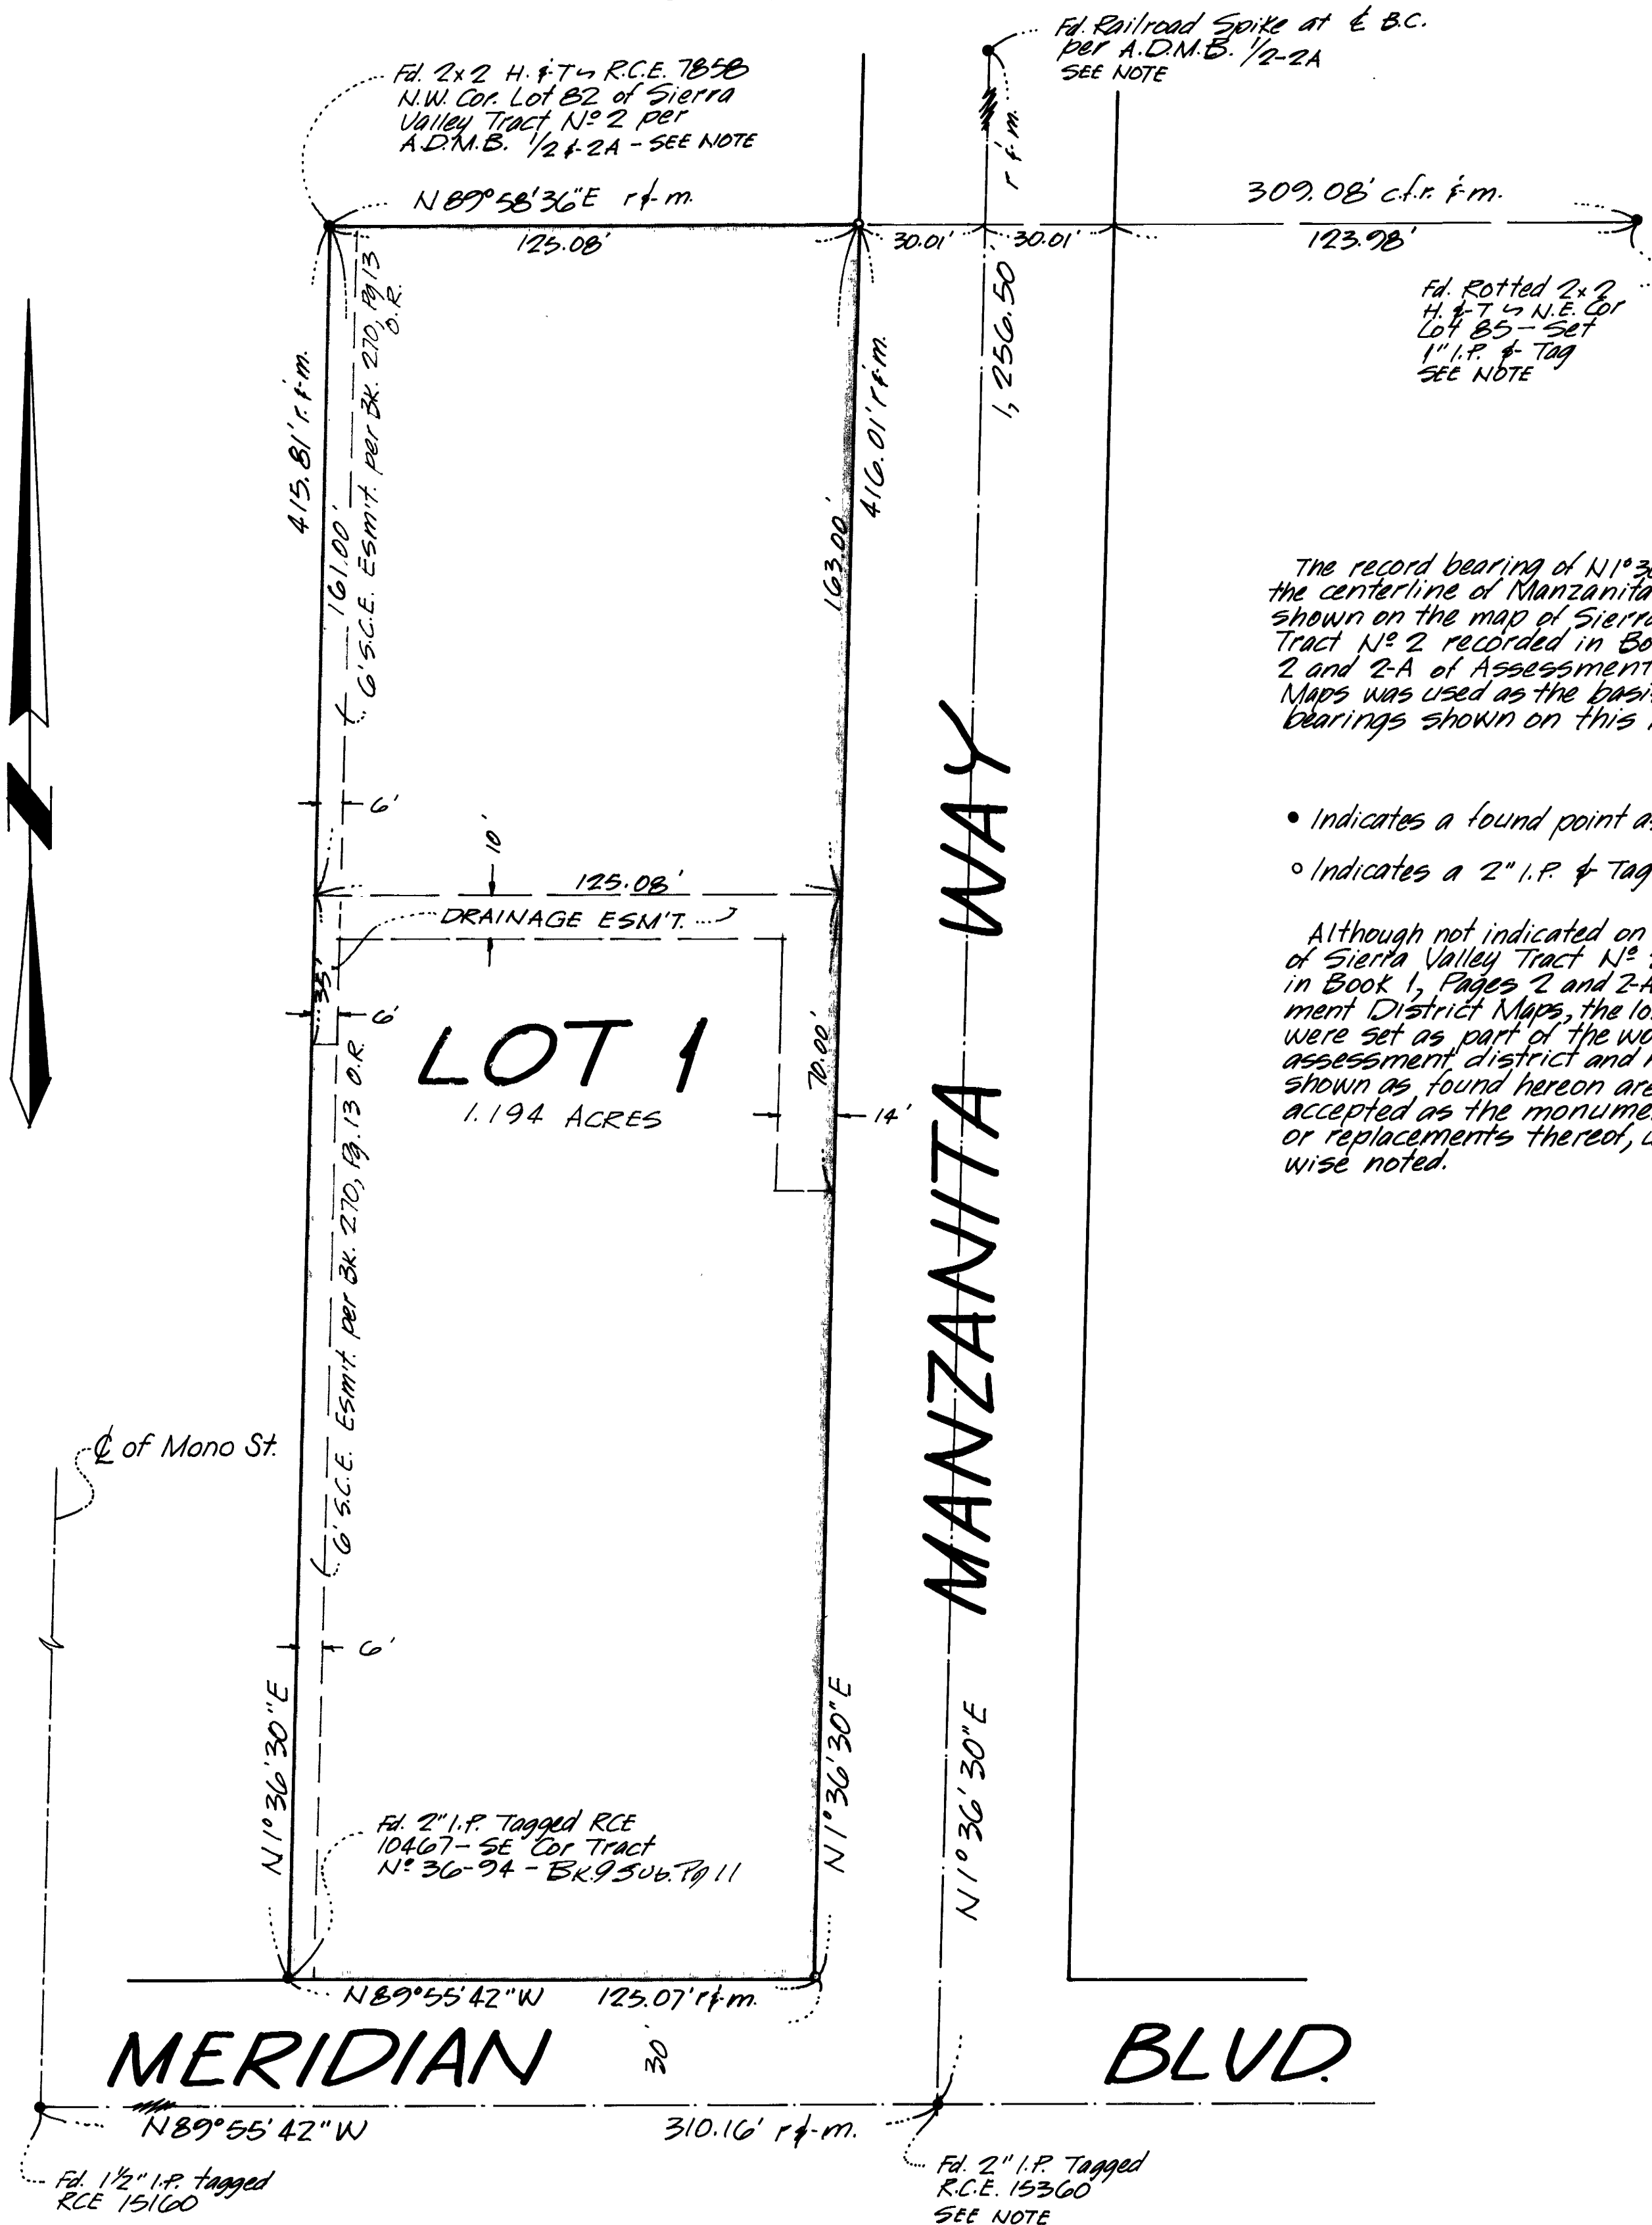 Fd. Railroad Spike at ℄ B.C.
per A.D.M.B. 1/2-2A
SEE NOTE
Fd. 2x2 H. & T. R.C.E. 7858
N.W. Cor. Lot 82 of Sierra
Valley Tract Nº 2 per
A.D.M.B. 1/2 & 2A - SEE NOTE
r & m.
N 89° 58' 36" E r & m.
125.08'
30.01'
30.01'
309.08' c.f.r. & m.
123.98'
Fd. Rotted 2x2
H. & T. N.E. Cor
Lot 85 - Set
1" I.P. & Tag
SEE NOTE
1,256.50'
415.81' r. & m.
161.00'
6' S.C.E. Esm't. per Bk. 270, Pg 13
O.R.
163.00'
416.01' r & m.
The record bearing of N 1° 3
the centerline of Manzanita
shown on the map of Sierra
Tract Nº 2 recorded in Bo
2 and 2-A of Assessment
Maps was used as the basi
bearings shown on this
• Indicates a found point a
○ Indicates a 2" I.P. & Tag
Although not indicated on
of Sierra Valley Tract Nº
in Book 1, Pages 2 and 2-A
ment District Maps, the lo
were set as part of the wo
assessment district and
shown as found hereon are
accepted as the monume
or replacements thereof, u
wise noted.
N
6'
10'
125.08'
DRAINAGE ESM'T.
35'
6'
LOT 1
1.194 ACRES
70.00'
14'
MANZANITA WAY
6' S.C.E. Esm't. per Bk. 270, Pg. 13 O.R.
℄ of Mono St.
6'
N 1° 36' 30" E
N 1° 36' 30" E
N 1° 36' 30" E
Fd. 2" I.P. Tagged RCE
10467 - SE Cor Tract
Nº 36-94 - Bk. 9 Sub. Pg 11
N 89° 55' 42" W 125.07' r & m.
30'
MERIDIAN BLVD.
N 89° 55' 42" W 310.16' r & m.
Fd. 1½" I.P. tagged
RCE 15160
Fd. 2" I.P. Tagged
R.C.E. 15360
SEE NOTE